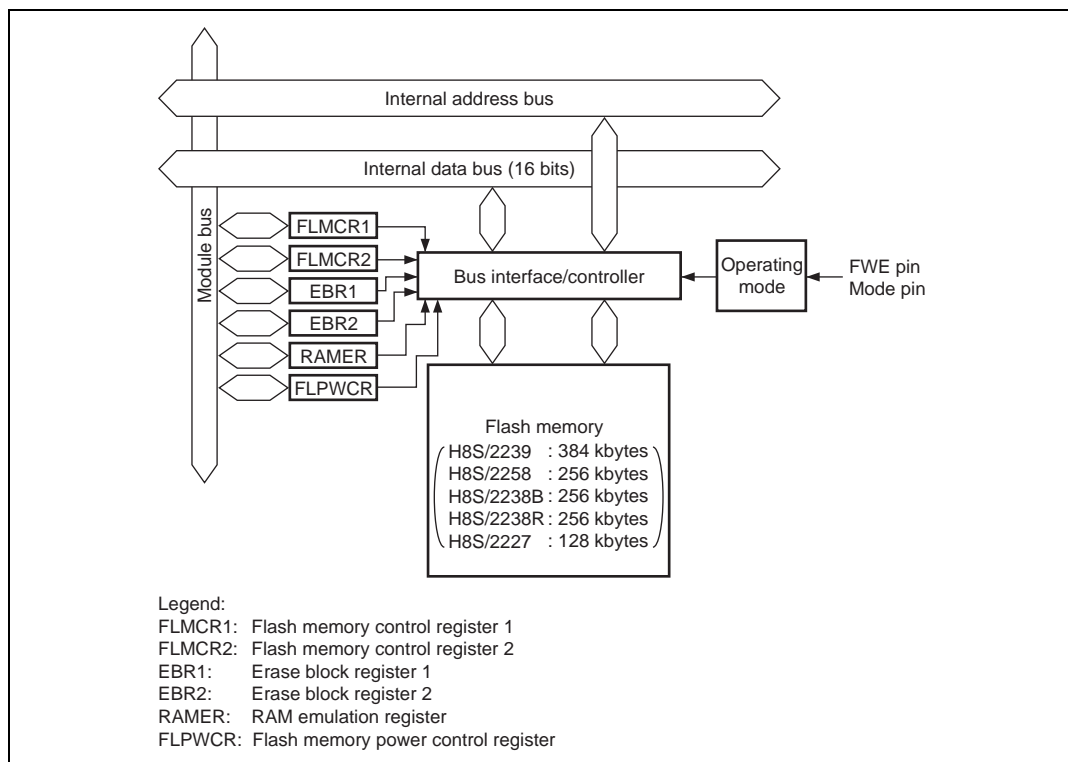 Internal address bus
Internal data bus (16 bits)
Module bus
FLMCR1
FLMCR2
EBR1
EBR2
RAMER
FLPWCR
Bus interface/controller
Operating
mode
FWE pin
Mode pin
Flash memory
H8S/2239 : 384 kbytes
H8S/2258 : 256 kbytes
H8S/2238B : 256 kbytes
H8S/2238R : 256 kbytes
H8S/2227 : 128 kbytes
Legend:
FLMCR1: Flash memory control register 1
FLMCR2: Flash memory control register 2
EBR1: Erase block register 1
EBR2: Erase block register 2
RAMER: RAM emulation register
FLPWCR: Flash memory power control register